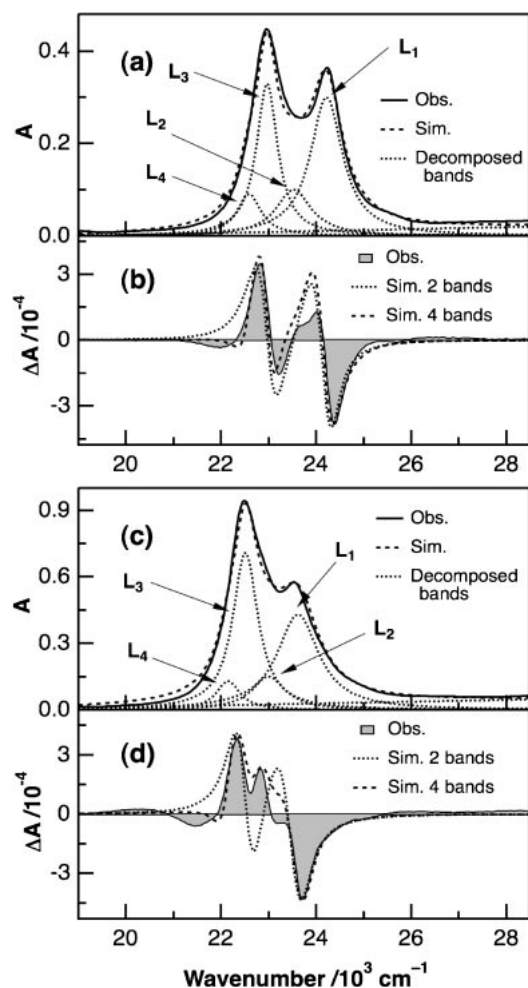 0.4
(a)
L1
L3
Obs.
A
L2
Sim.
0.2
Decomposed
bands
L4
0.0
3
(b)
Obs.
Sim. 2 bands
ΔA /10⁻⁴
0
Sim. 4 bands
-3
20 22 24 26 28
0.9
(c)
Obs.
Sim.
L1
0.6
L3
Decomposed
bands
A
L2
0.3
L4
0.0
(d)
Obs.
3
Sim. 2 bands
ΔA /10⁻⁴
Sim. 4 bands
0
-3
20 22 24 26 28
Wavenumber /10³ cm⁻¹